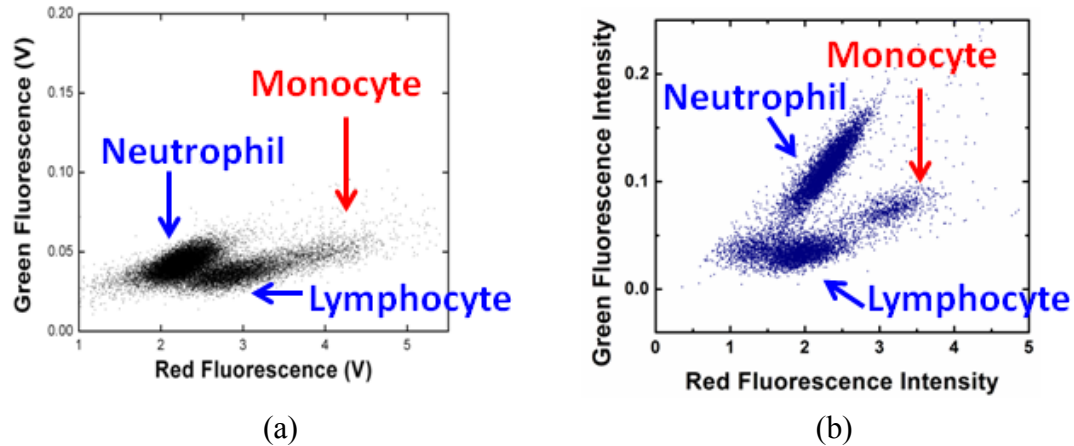 0.20
0.15
0.10
0.05
0.00
Green Fluorescence (V)
Monocyte
Neutrophil
Lymphocyte
1 2 3 4 5
Red Fluorescence (V)
(a)
0.2
0.1
0.0
Green Fluorescence Intensity
Monocyte
Neutrophil
Lymphocyte
0 1 2 3 4 5
Red Fluorescence Intensity
(b)